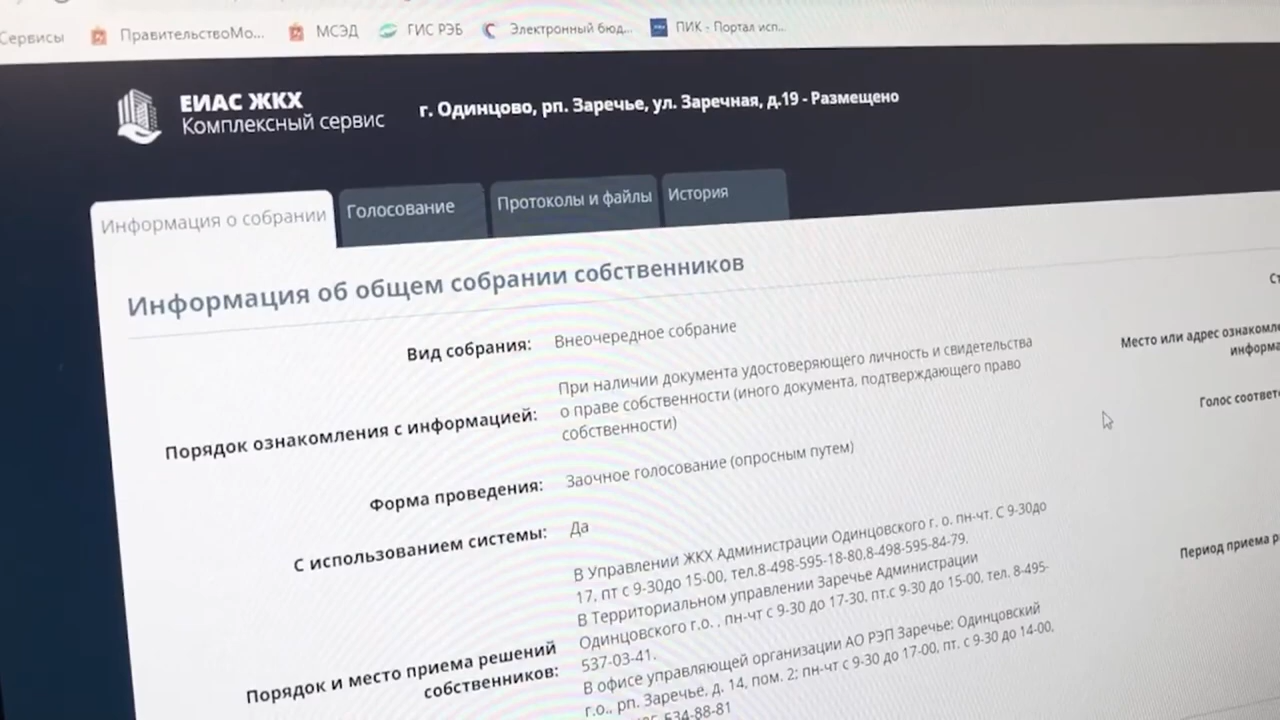 Сервисы
ПравительствоМо...
МСЭД
ГИС РЭБ
Электронный бюд...
ПИК - Портал исп...
ЕИАС ЖКХ
Комплексный сервис
г. Одинцово, рп. Заречье, ул. Заречная, д.19 - Размещено
Информация о собрании
Голосование
Протоколы и файлы
История
Информация об общем собрании собственников
Вид собрания:
Внеочередное собрание
Порядок ознакомления с информацией:
При наличии документа удостоверяющего личность и свидетельства
о праве собственности (иного документа, подтверждающего право
собственности)
Форма проведения:
Заочное голосование (опросным путем)
С использованием системы:
Да
Порядок и место приема решений
собственников:
В Управлении ЖКХ Администрации Одинцовского г. о. пн-чт. С 9-30до
17, пт с 9-30до 15-00, тел.8-498-595-18-80,8-498-595-84-79.
В Территориальном управлении Заречье Администрации
Одинцовского г.о. , пн-чт с 9-30 до 17-30, пт.с 9-30 до 15-00, тел. 8-495-
537-03-41.
В офисе управляющей организации АО РЭП Заречье: Одинцовский
г.о., рп. Заречье, д. 14, пом. 2; пн-чт с 9-30 до 17-00, пт. с 9-30 до 14-00,
534-88-81
Ст
Место или адрес ознакомле
информа
Голос соответс
Период приема р